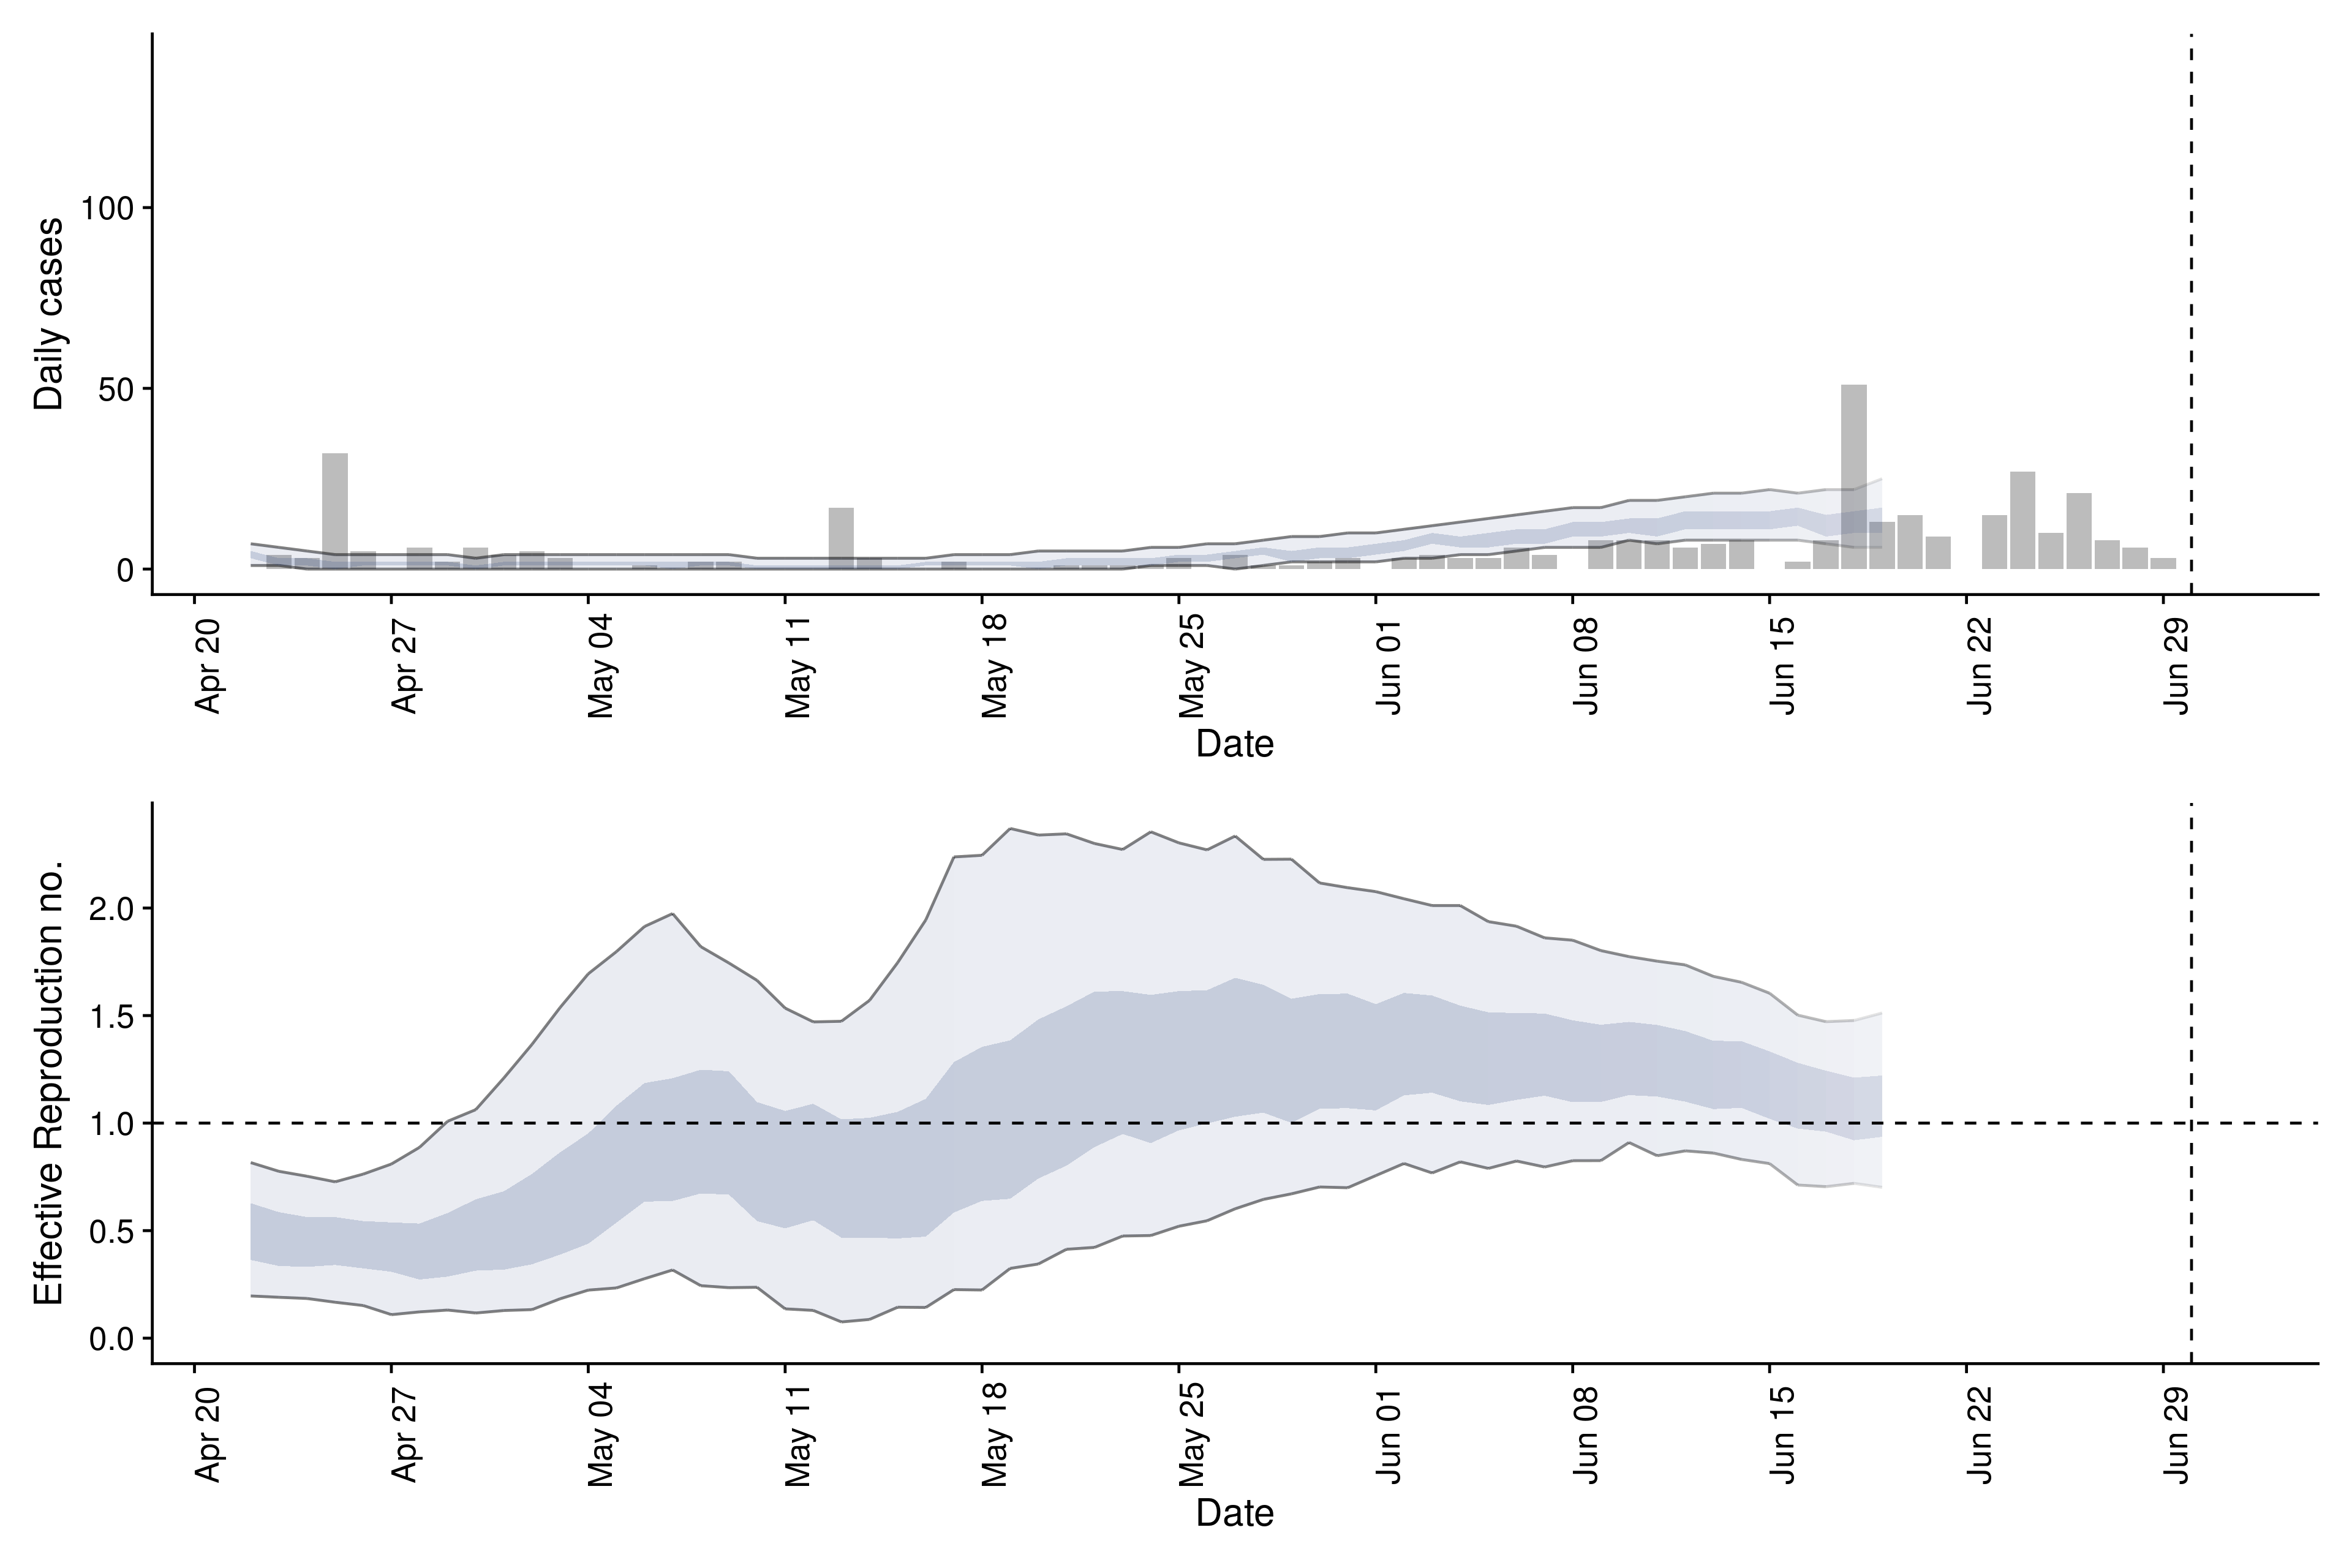 Daily cases
100
50
0
Apr 20
Apr 27
May 04
May 11
May 18
May 25
Jun 01
Jun 08
Jun 15
Jun 22
Jun 29
Date
Effective Reproduction no.
2.0
1.5
1.0
0.5
0.0
Apr 20
Apr 27
May 04
May 11
May 18
May 25
Jun 01
Jun 08
Jun 15
Jun 22
Jun 29
Date